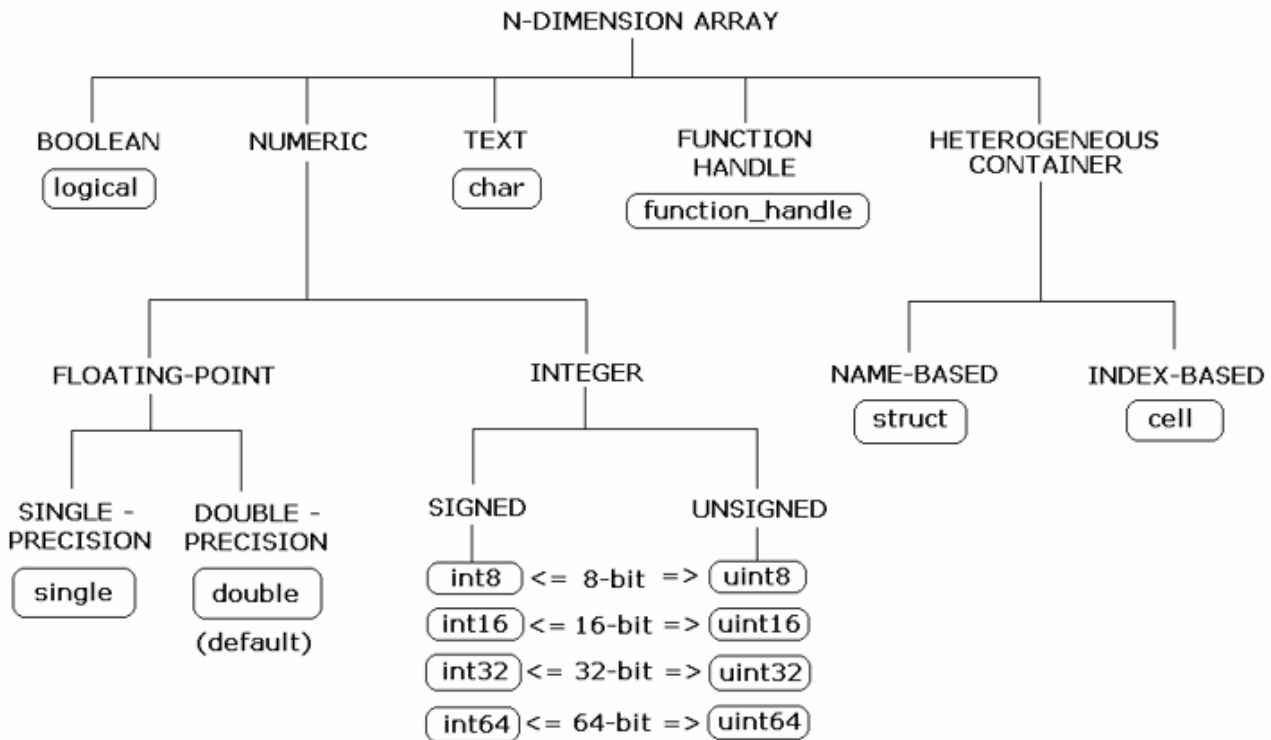 N-DIMENSION ARRAY
BOOLEAN
logical
NUMERIC
TEXT
char
FUNCTION
HANDLE
function_handle
HETEROGENEOUS
CONTAINER
FLOATING-POINT
INTEGER
NAME-BASED
struct
INDEX-BASED
cell
SINGLE -
PRECISION
single
DOUBLE -
PRECISION
double
(default)
SIGNED
UNSIGNED
int8 <= 8-bit => uint8
int16 <= 16-bit => uint16
int32 <= 32-bit => uint32
int64 <= 64-bit => uint64